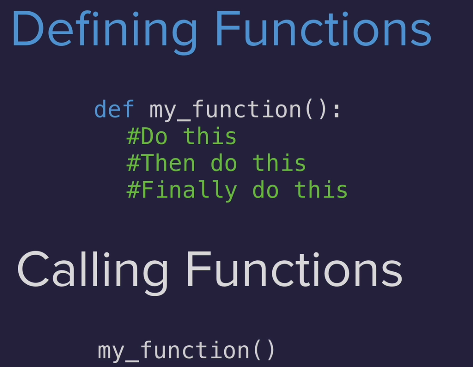 Defining Functions
def my_function():
#Do this
#Then do this
#Finally do this
Calling Functions
my_function()